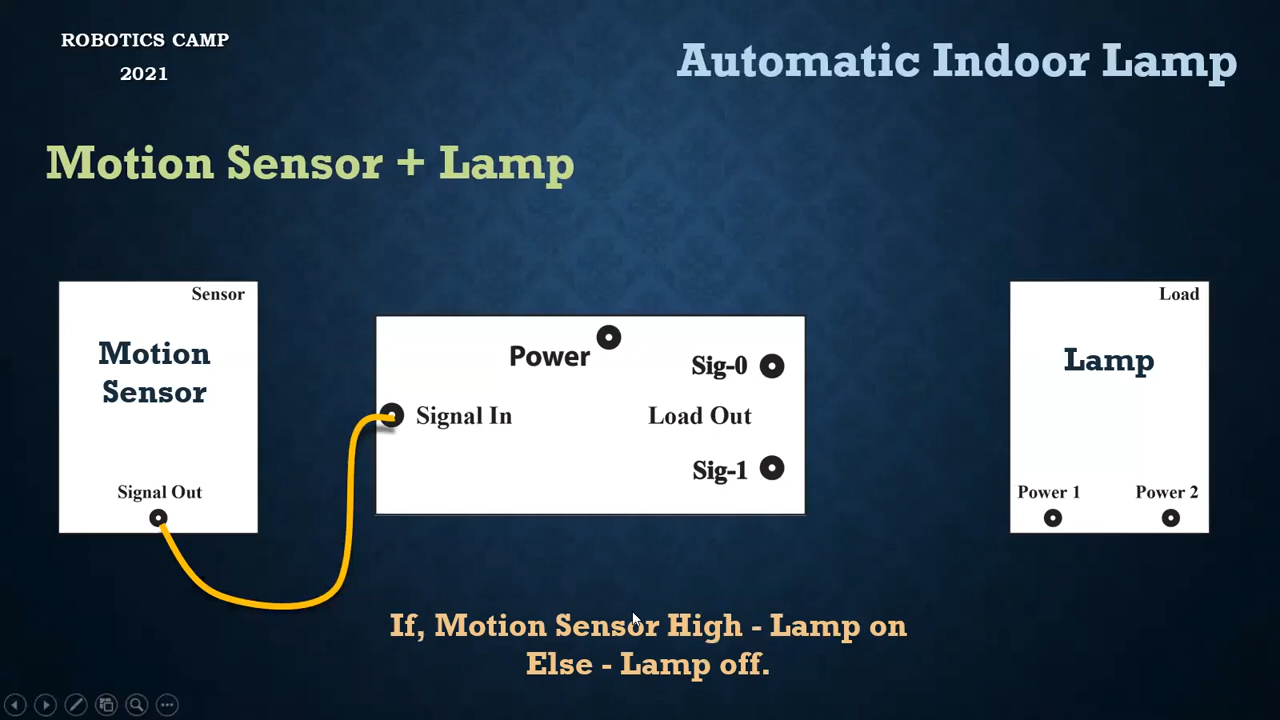 ROBOTICS CAMP
2021
Automatic Indoor Lamp
Motion Sensor + Lamp
Sensor
Motion
Sensor
Signal Out
Power
Sig-0
Signal In
Load Out
Sig-1
Load
Lamp
Power 1
Power 2
If, Motion Sensor High - Lamp on
Else - Lamp off.